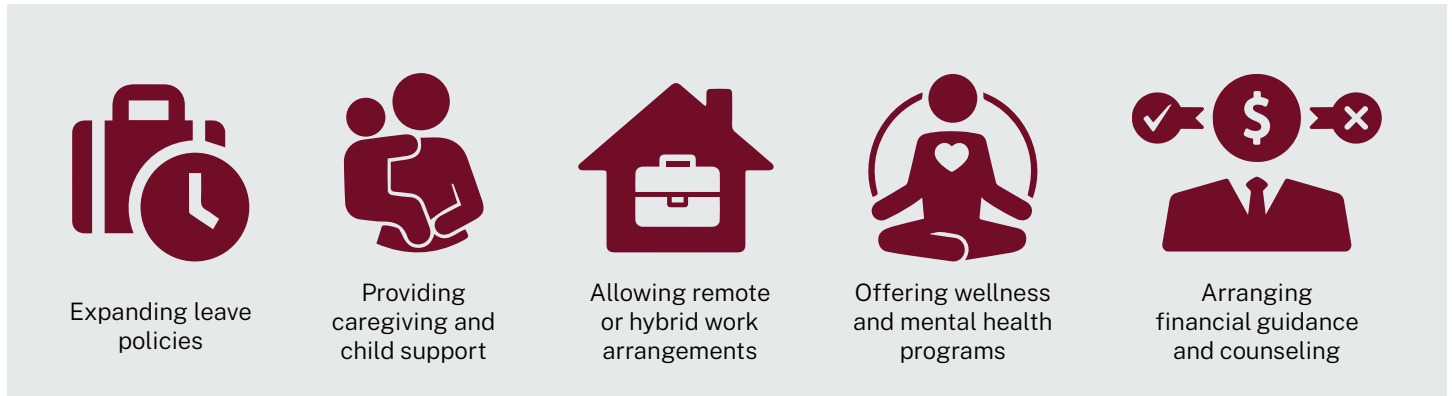 Expanding leave
policies
Providing
caregiving and
child support
Allowing remote
or hybrid work
arrangements
Offering wellness
and mental health
programs
$
Arranging
financial guidance
and counseling